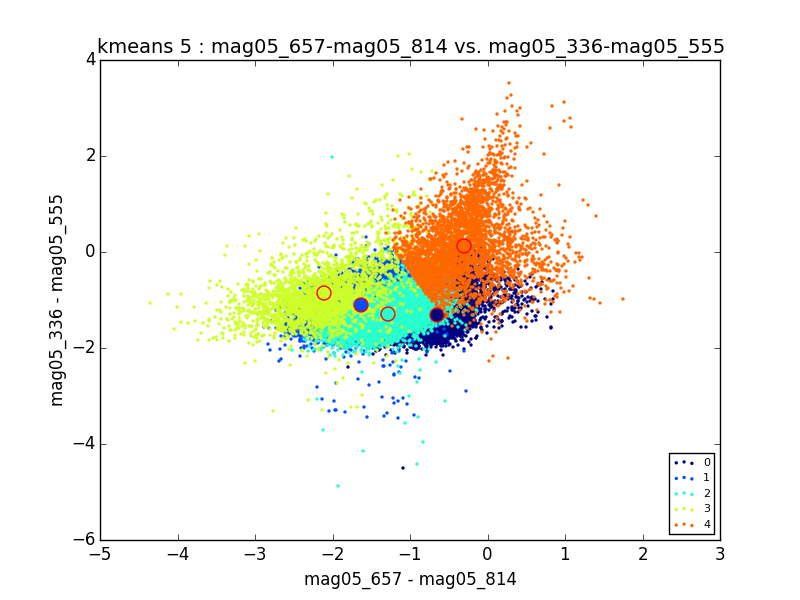 kmeans 5 : mag05_657-mag05_814 vs. mag05_336-mag05_555
4
2
0
−2
−4
−6
mag05_336 - mag05_555
−5 −4 −3 −2 −1 0 1 2 3
mag05_657 - mag05_814
0
1
2
3
4